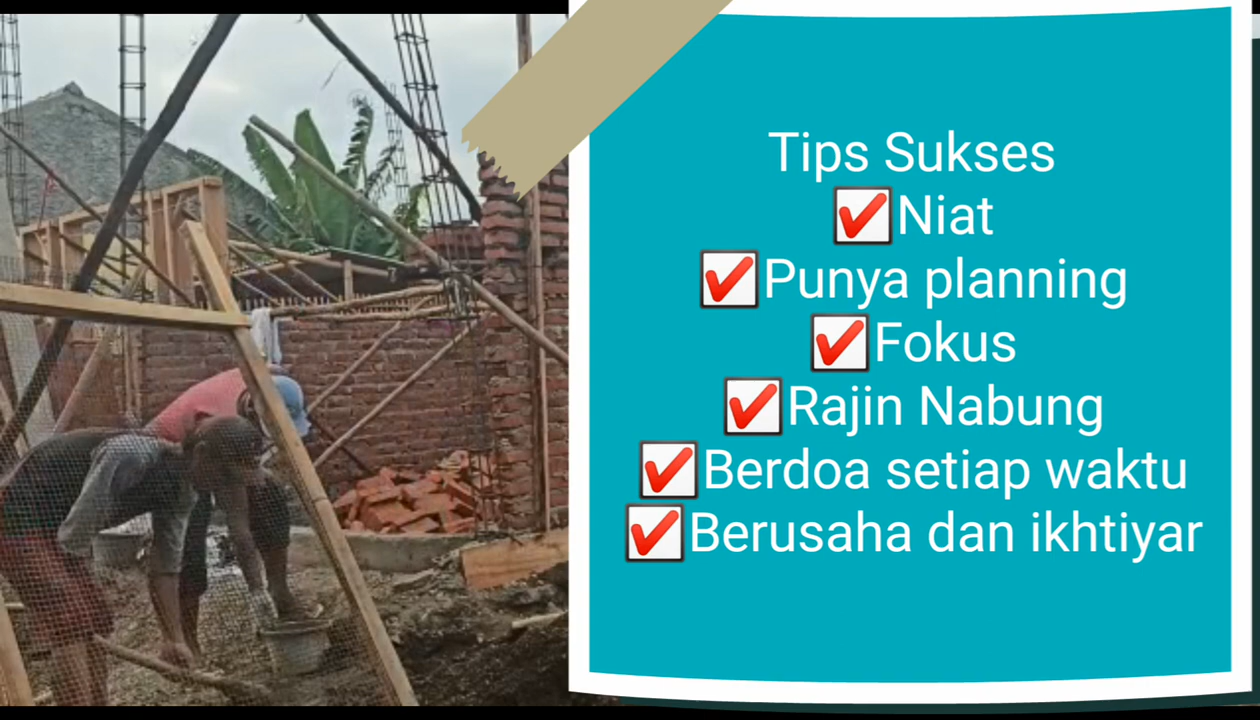 Tips Sukses
✅Niat
✅Punya planning
✅Fokus
✅Rajin Nabung
✅Berdoa setiap waktu
✅Berusaha dan ikhtiyar